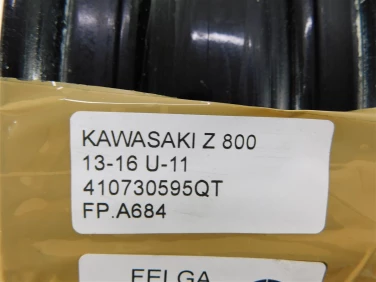 KAWASAKI Z 800
13-16 U-11
410730595QT
FP.A684
FELGA